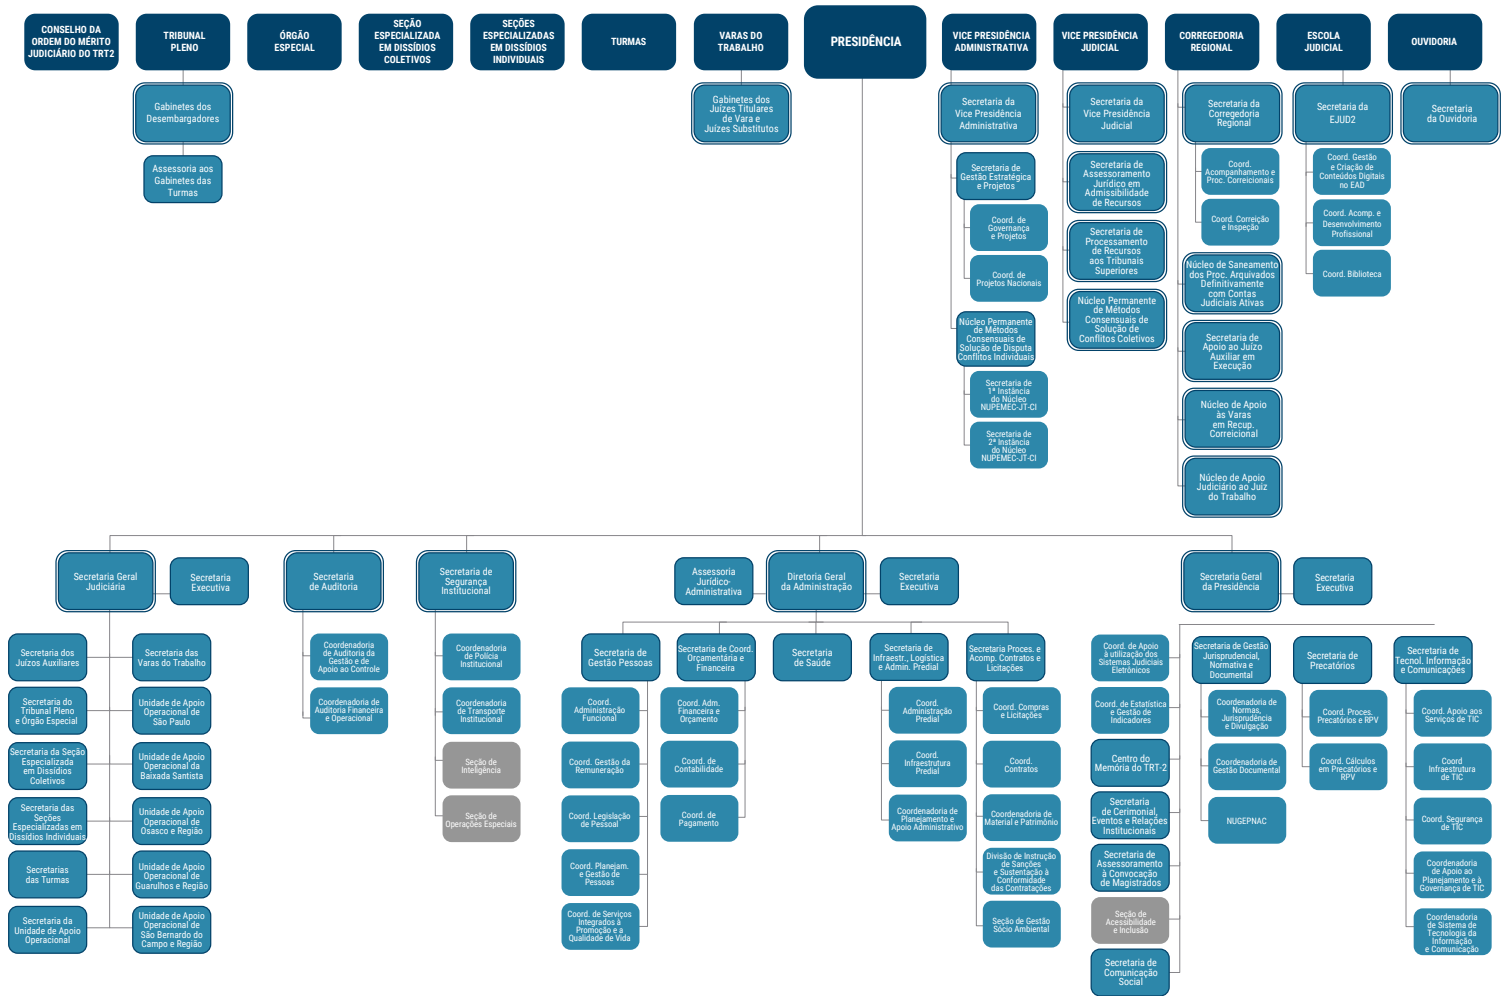 CONSELHO DA
ORDEM DO MÉRITO
JUDICIÁRIO DO TRT2
TRIBUNAL
PLENO
ÓRGÃO
ESPECIAL
SEÇÃO
ESPECIALIZADA
EM DISSÍDIOS
COLETIVOS
SEÇÕES
ESPECIALIZADAS
EM DISSÍDIOS
INDIVIDUAIS
TURMAS
VARAS DO
TRABALHO
PRESIDÊNCIA
VICE PRESIDÊNCIA
ADMINISTRATIVA
VICE PRESIDÊNCIA
JUDICIAL
CORREGEDORIA
REGIONAL
ESCOLA
JUDICIAL
OUVIDORIA
Gabinetes dos
Desembargadores
Assessoria aos
Gabinetes das
Turmas
Gabinetes dos
Juízes Titulares
de Vara e
Juízes Substitutos
Secretaria da
Vice Presidência
Administrativa
Secretaria de
Gestão Estratégica
e Projetos
Coord. de
Governança
e Projetos
Coord. de
Projetos Nacionais
Núcleo Permanente
de Métodos
Consensuais de
Solução de Disputa
Conflitos Individuais
Secretaria de
1ª Instância
do Núcleo
NUPEMEC-JT-CI
Secretaria de
2ª Instância
do Núcleo
NUPEMEC-JT-CI
Secretaria da
Vice Presidência
Judicial
Secretaria de
Assessoramento
Jurídico em
Admissibilidade
de Recursos
Secretaria de
Processamento
de Recursos
aos Tribunais
Superiores
Núcleo Permanente
de Métodos
Consensuais de
Solução de
Conflitos Coletivos
Secretaria da
Corregedoria
Regional
Coord.
Acompanhamento e
Proc. Correicionais
Coord. Correição
e Inspeção
Núcleo de Saneamento
dos Proc. Arquivados
Definitivamente
com Contas
Judiciais Ativas
Secretaria de
Apoio ao Juízo
Auxiliar em
Execução
Núcleo de Apoio
às Varas
em Recup.
Correicional
Núcleo de Apoio
Judiciário ao Juiz
do Trabalho
Secretaria da
EJUD2
Coord. Gestão
e Criação de
Conteúdos Digitais
no EAD
Coord. Acomp. e
Desenvolvimento
Profissional
Coord. Biblioteca
Secretaria
da Ouvidoria
Secretaria Geral
Judiciária
Secretaria
Executiva
Secretaria
de Auditoria
Secretaria de
Segurança
Institucional
Assessoria
Jurídico-
Administrativa
Diretoria Geral
da Administração
Secretaria
Executiva
Secretaria Geral
da Presidência
Secretaria
Executiva
Secretaria dos
Juízos Auxiliares
Secretaria do
Tribunal Pleno
e Órgão Especial
Secretaria da Seção
Especializada
em Dissídios
Coletivos
Secretaria das
Seções
Especializadas em
Dissídios Individuais
Secretarias
das Turmas
Secretaria da
Unidade de Apoio
Operacional
Secretaria das
Varas do Trabalho
Unidade de Apoio
Operacional de
São Paulo
Unidade de Apoio
Operacional da
Baixada Santista
Unidade de Apoio
Operacional de
Osasco e Região
Unidade de Apoio
Operacional de
Guarulhos e Região
Unidade de Apoio
Operacional de
São Bernardo do
Campo e Região
Coordenadoria
de Auditoria da
Gestão e de
Apoio ao Controle
Coordenadoria de
Auditoria Financeira
e Operacional
Coordenadoria
de Polícia
Institucional
Coordenadoria
de Transporte
Institucional
Seção de
Inteligência
Seção de
Operações Especiais
Secretaria de
Gestão Pessoas
Coord.
Administração
Funcional
Coord. Gestão da
Remuneração
Coord. Legislação
de Pessoal
Coord. Planejam.
e Gestão de
Pessoas
Coord. de Serviços
Integrados à
Promoção e a
Qualidade de Vida
Secretaria de Coord.
Orçamentária e
Financeira
Coord. Adm.
Financeira e
Orçamento
Coord. de
Contabilidade
Coord. de
Pagamento
Secretaria
de Saúde
Secretaria de
Infraestr., Logística
e Admin. Predial
Coord.
Administração
Predial
Coord.
Infraestrutura
Predial
Coordenadoria de
Planejamento e
Apoio Administrativo
Secretaria Proces. e
Acomp. Contratos e
Licitações
Coord. Compras
e Licitações
Coord.
Contratos
Coordenadoria de
Material e Patrimônio
Divisão de Instrução
de Sanções
e Sustentação à
Conformidade
das Contratações
Seção de Gestão
Sócio Ambiental
Coord. de Apoio
à utilização dos
Sistemas Judiciais
Eletrônicos
Coord. de Estatística
e Gestão de
Indicadores
Centro do
Memória do TRT-2
Secretaria
de Cerimonial,
Eventos e Relações
Institucionais
Secretaria de
Assessoramento
à Convocação
de Magistrados
Seção de
Acessibilidade
e Inclusão
Secretaria de
Comunicação
Social
Secretaria de Gestão
Jurisprudencial,
Normativa e
Documental
Coordenadoria de
Normas,
Jurisprudência
e Divulgação
Coordenadoria de
Gestão Documental
NUGEPNAC
Secretaria de
Precatórios
Coord. Proces.
Precatórios e RPV
Coord. Cálculos
em Precatórios e
RPV
Secretaria de
Tecnol. Informação
e Comunicações
Coord. Apoio aos
Serviços de TIC
Coord
Infraestrutura
de TIC
Coord. Segurança
de TIC
Coordenadoria
de Apoio ao
Planejamento e à
Governança de TIC
Coordenadoria
de Sistema de
Tecnologia da
Informação
e Comunicação